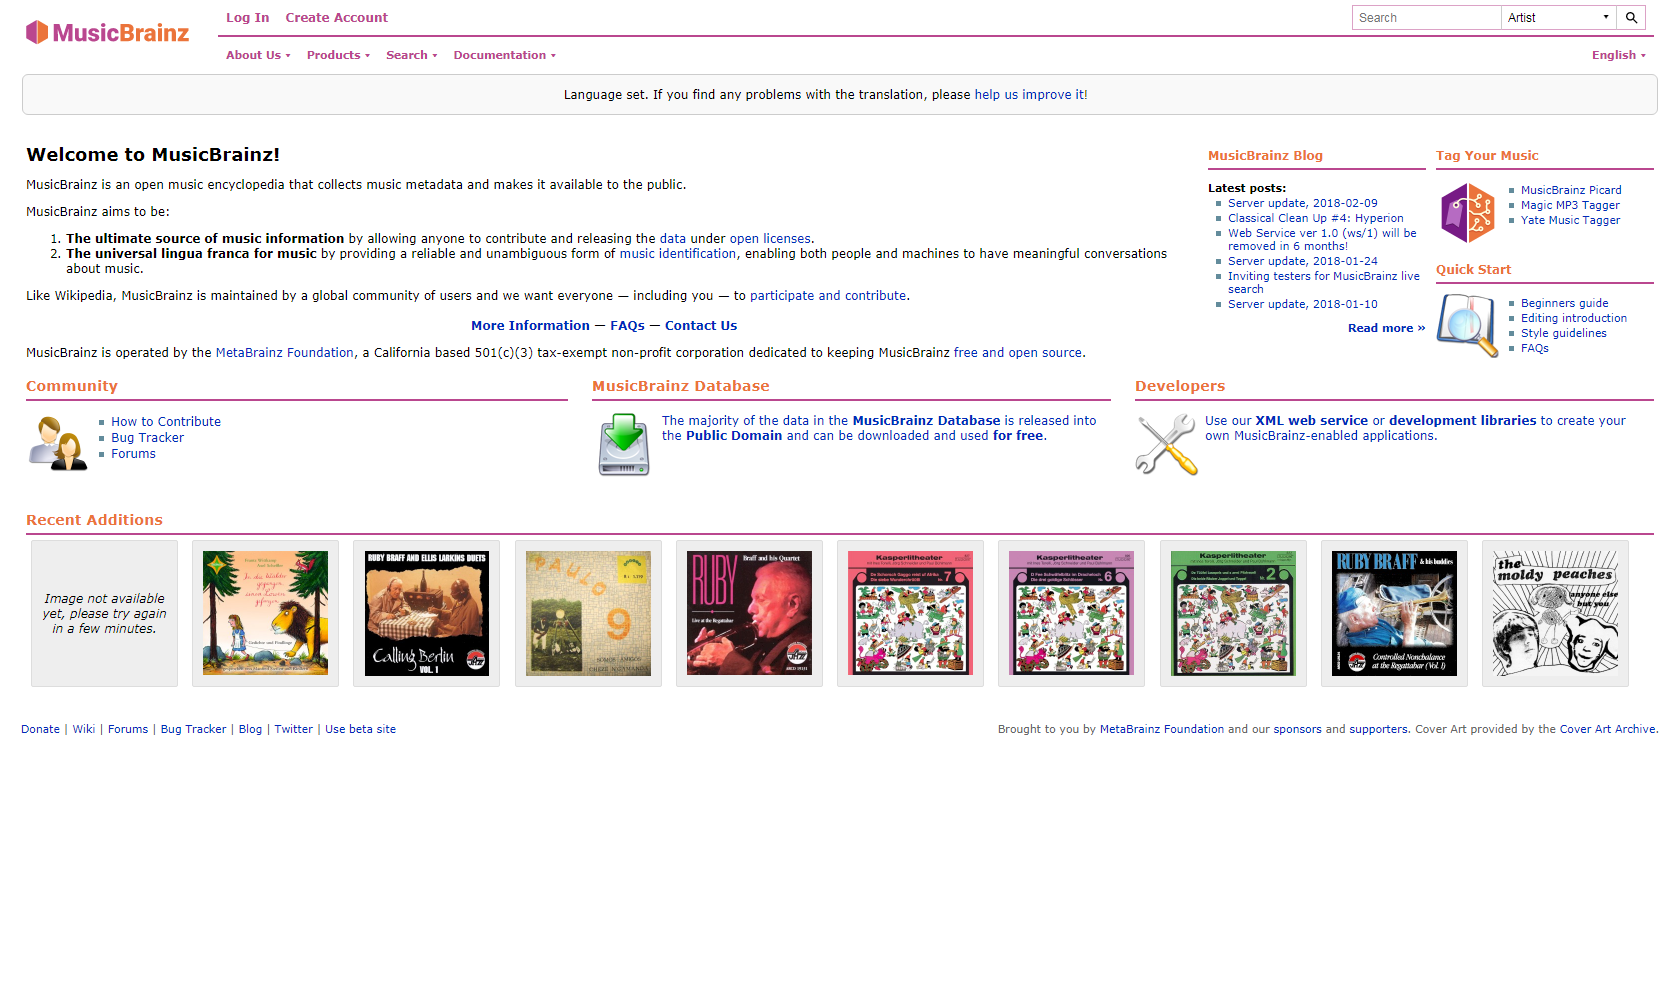 MusicBrainz
Log In
Create Account
Search
Artist
About Us
Products
Search
Documentation
English
Language set. If you find any problems with the translation, please help us improve it!
Welcome to MusicBrainz!
MusicBrainz is an open music encyclopedia that collects music metadata and makes it available to the public.
MusicBrainz aims to be:
1. The ultimate source of music information by allowing anyone to contribute and releasing the data under open licenses.
2. The universal lingua franca for music by providing a reliable and unambiguous form of music identification, enabling both people and machines to have meaningful conversations
about music.
Like Wikipedia, MusicBrainz is maintained by a global community of users and we want everyone — including you — to participate and contribute.
More Information — FAQs — Contact Us
MusicBrainz is operated by the MetaBrainz Foundation, a California based 501(c)(3) tax-exempt non-profit corporation dedicated to keeping MusicBrainz free and open source.
MusicBrainz Blog
Latest posts:
Server update, 2018-02-09
Classical Clean Up #4: Hyperion
Web Service ver 1.0 (ws/1) will be
removed in 6 months!
Server update, 2018-01-24
Inviting testers for MusicBrainz live
search
Server update, 2018-01-10
Read more »
Tag Your Music
MusicBrainz Picard
Magic MP3 Tagger
Yate Music Tagger
Quick Start
Beginners guide
Editing introduction
Style guidelines
FAQs
Community
How to Contribute
Bug Tracker
Forums
MusicBrainz Database
The majority of the data in the MusicBrainz Database is released into
the Public Domain and can be downloaded and used for free.
Developers
Use our XML web service or development libraries to create your
own MusicBrainz-enabled applications.
Recent Additions
Image not available
yet, please try again
in a few minutes.
RUBY BRAFF AND ELLIS LARKINS DUETS
Calling Berlin
VOL. 1
PAULO
9
RUBY
Braff and his Quartet
Live at the Regattabar
Kasperlitheater
Nr. 7
Kasperlitheater
Nr. 6
Kasperlitheater
Nr. 2
RUBY BRAFF & his buddies
Controlled Nonchalance
at the Regattabar (Vol. 1)
the
moldy peaches
anyone else
but you
Donate | Wiki | Forums | Bug Tracker | Blog | Twitter | Use beta site
Brought to you by MetaBrainz Foundation and our sponsors and supporters. Cover Art provided by the Cover Art Archive.